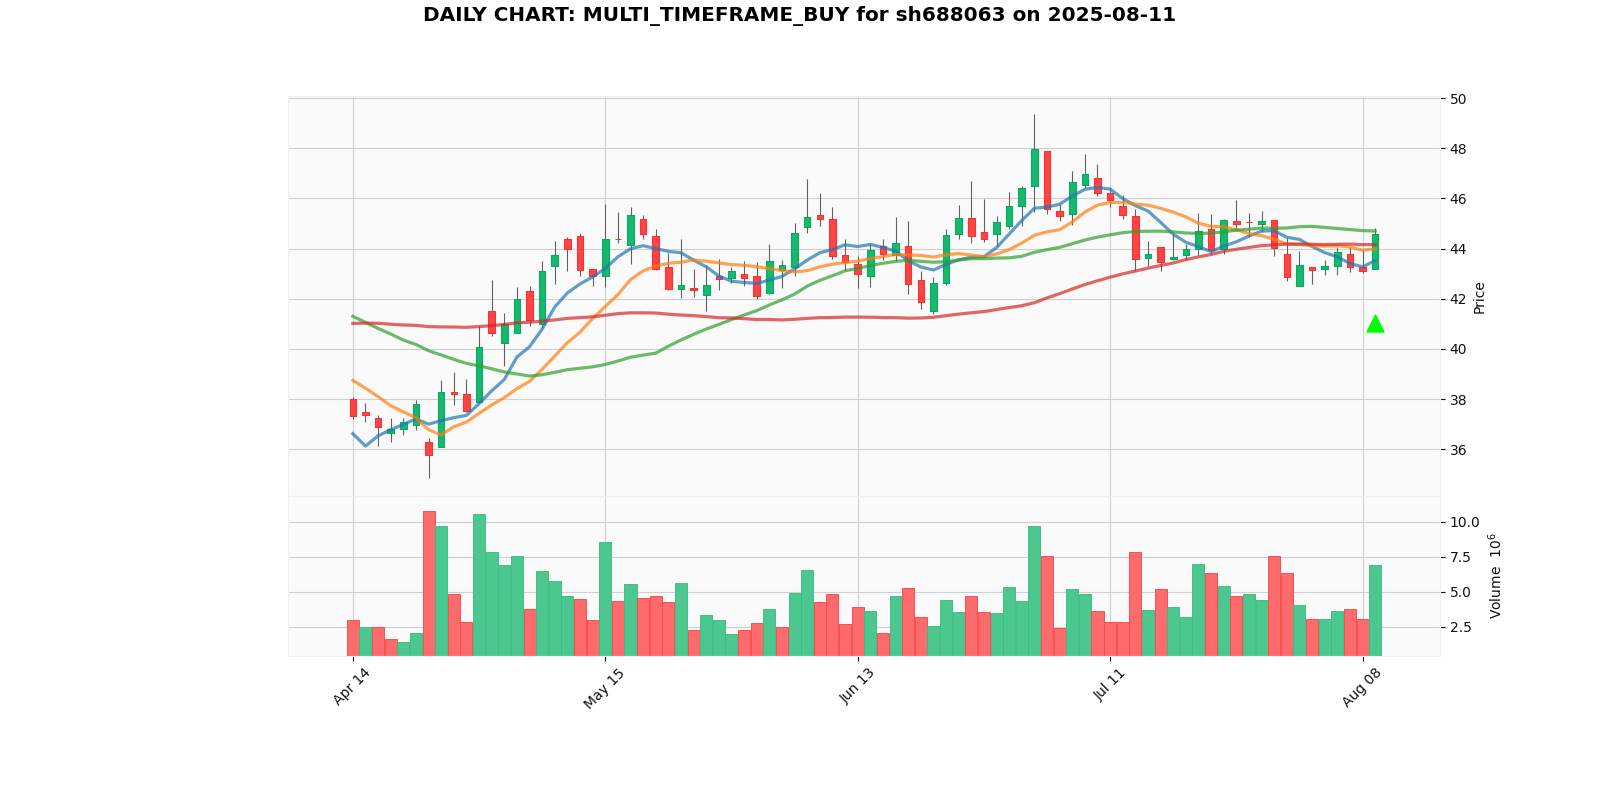 DAILY CHART: MULTI_TIMEFRAME_BUY for sh688063 on 2025-08-11
50
48
46
44
42
40
38
36
Price
10.0
7.5
5.0
2.5
Volume 10^6
Apr 14
May 15
Jun 13
Jul 11
Aug 08